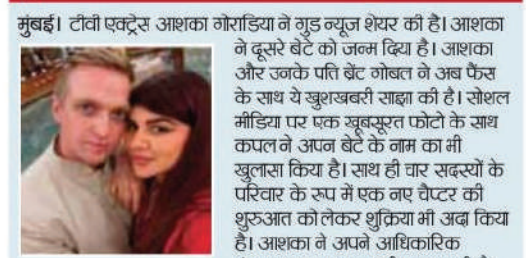 मुंबई। टीवी एक्ट्रेस आशका गोराडिया ने गुड न्यूज शेयर की है। आशका
ने दूसरे बेटे को जन्म दिया है। आशका
और उनके पति ब्रेंट गोबल ने अब फैंस
के साथ ये खुशखबरी साझा की है। सोशल
मीडिया पर एक खूबसूरत फोटो के साथ
कपल ने अपन बेटे के नाम का भी
खुलासा किया है। साथ ही चार सदस्यों के
परिवार के रूप में एक नए चैप्टर की
शुरुआत को लेकर शुक्रिया भी अदा किया
है। आशका ने अपने आधिकारिक